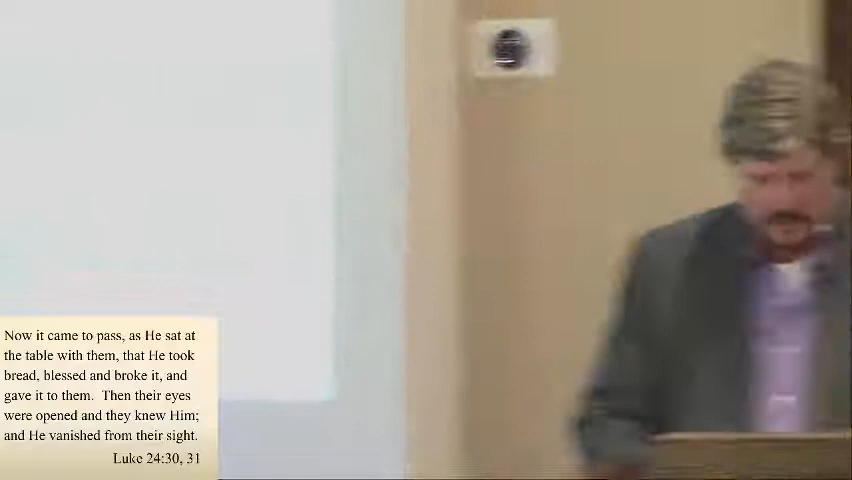 Now it came to pass, as He sat at
the table with them, that He took
bread, blessed and broke it, and
gave it to them.  Then their eyes
were opened and they knew Him;
and He vanished from their sight.
Luke 24:30, 31